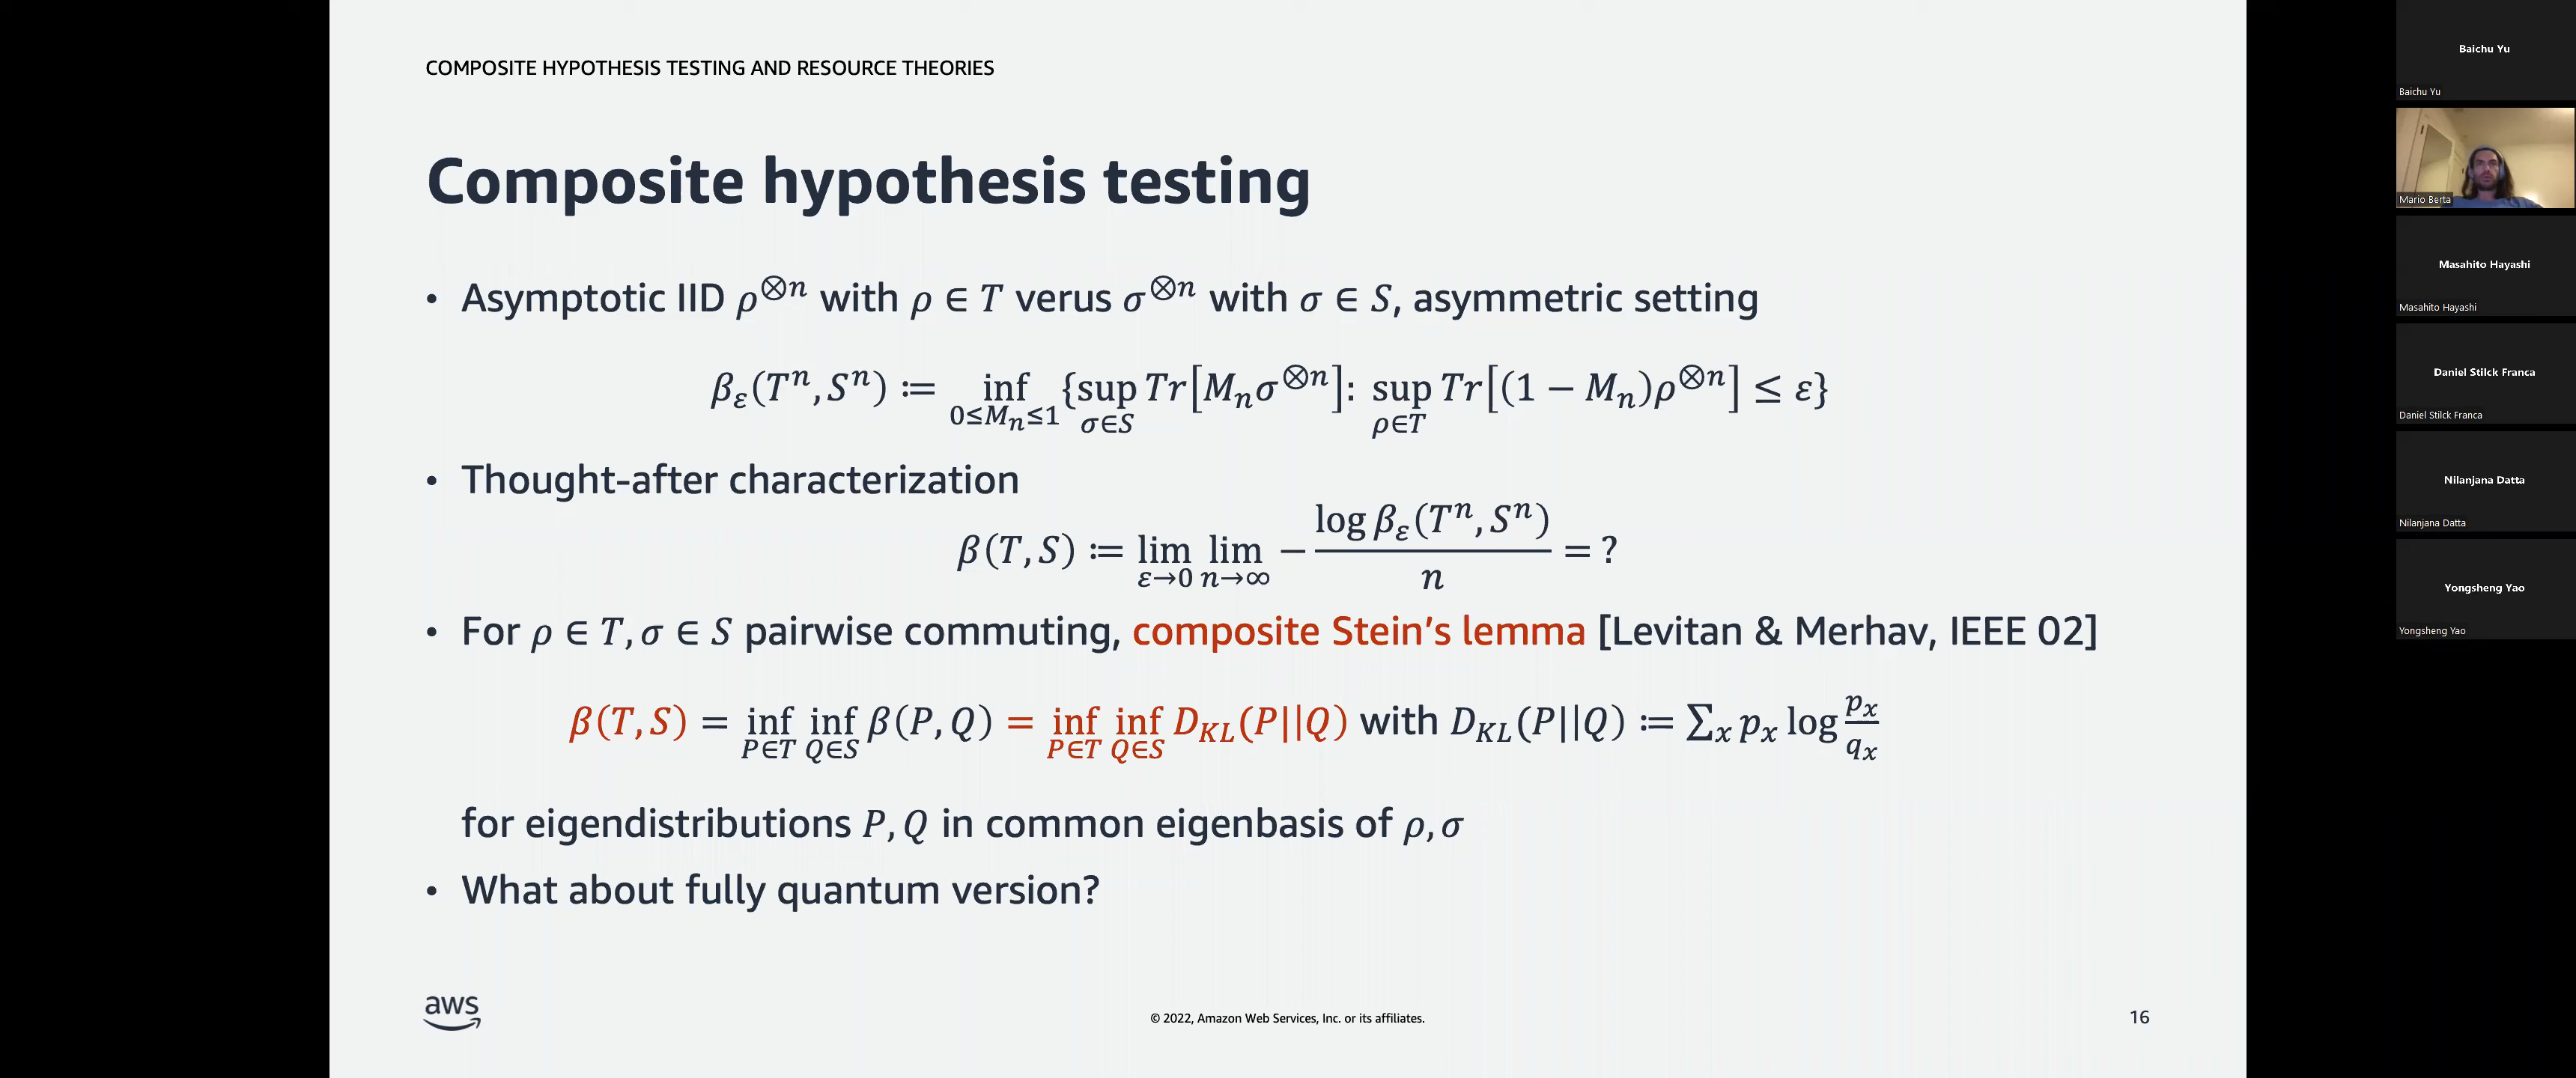 COMPOSITE HYPOTHESIS TESTING AND RESOURCE THEORIES
Composite hypothesis testing
• Asymptotic IID ρ^{⊗n} with ρ ∈ T verus σ^{⊗n} with σ ∈ S, asymmetric setting
β_ε(T^n, S^n) ≔ inf_{0≤M_n≤1} {sup_{σ∈S} Tr[M_n σ^{⊗n}]: sup_{ρ∈T} Tr[(1 − M_n)ρ^{⊗n}] ≤ ε}
• Thought-after characterization
β(T, S) ≔ lim_{ε→0} lim_{n→∞} − \frac{log β_ε(T^n, S^n)}{n} = ?
• For ρ ∈ T, σ ∈ S pairwise commuting, composite Stein's lemma [Levitan & Merhav, IEEE 02]
β(T, S) = inf_{P∈T} inf_{Q∈S} β(P, Q) = inf_{P∈T} inf_{Q∈S} D_{KL}(P||Q) with D_{KL}(P||Q) ≔ ∑_x p_x log \frac{p_x}{q_x}
for eigendistributions P, Q in common eigenbasis of ρ, σ
• What about fully quantum version?
aws
© 2022, Amazon Web Services, Inc. or its affiliates.
16
Baichu Yu
Baichu Yu
Mario Berta
Masahito Hayashi
Masahito Hayashi
Daniel Stilck Franca
Daniel Stilck Franca
Nilanjana Datta
Nilanjana Datta
Yongsheng Yao
Yongsheng Yao